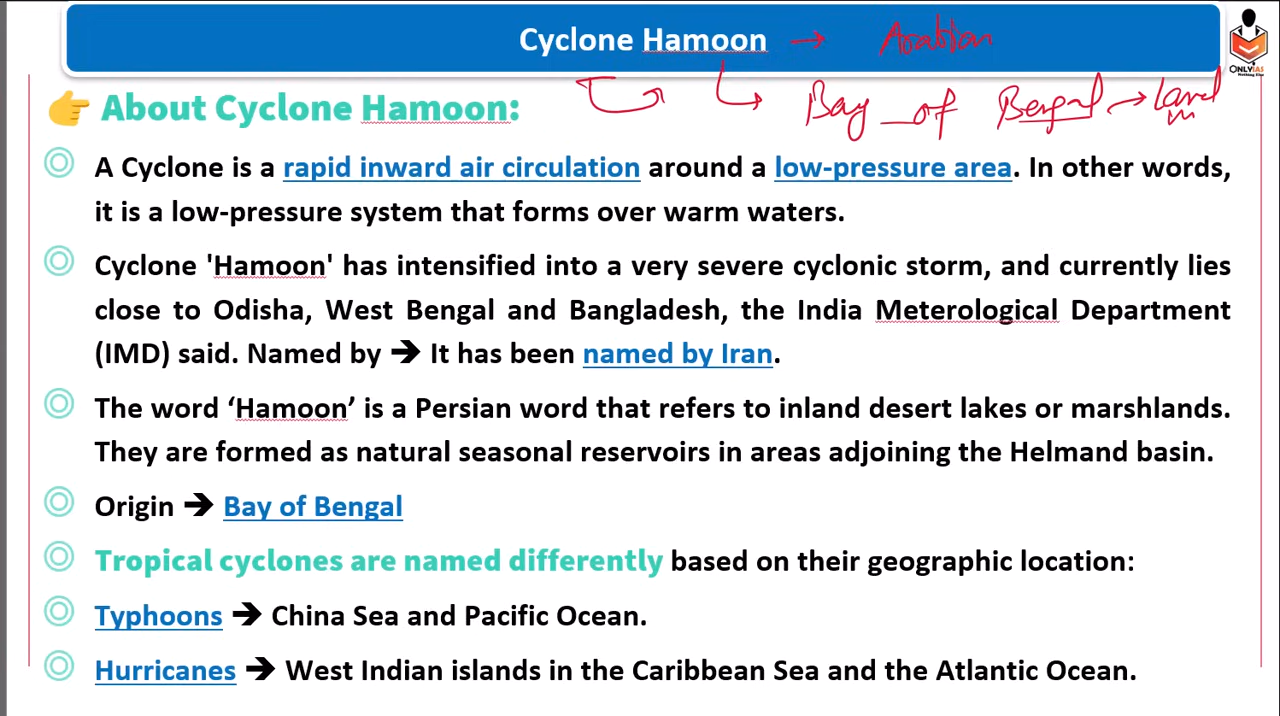 Cyclone Hamoon → Arabian
ONLYIAS
Nothing Else
About Cyclone Hamoon:
Bay of Bengal → Land
A Cyclone is a rapid inward air circulation around a low-pressure area. In other words,
it is a low-pressure system that forms over warm waters.
Cyclone 'Hamoon' has intensified into a very severe cyclonic storm, and currently lies
close to Odisha, West Bengal and Bangladesh, the India Meterological Department
(IMD) said. Named by ➔ It has been named by Iran.
The word ‘Hamoon’ is a Persian word that refers to inland desert lakes or marshlands.
They are formed as natural seasonal reservoirs in areas adjoining the Helmand basin.
Origin ➔ Bay of Bengal
Tropical cyclones are named differently based on their geographic location:
Typhoons ➔ China Sea and Pacific Ocean.
Hurricanes ➔ West Indian islands in the Caribbean Sea and the Atlantic Ocean.